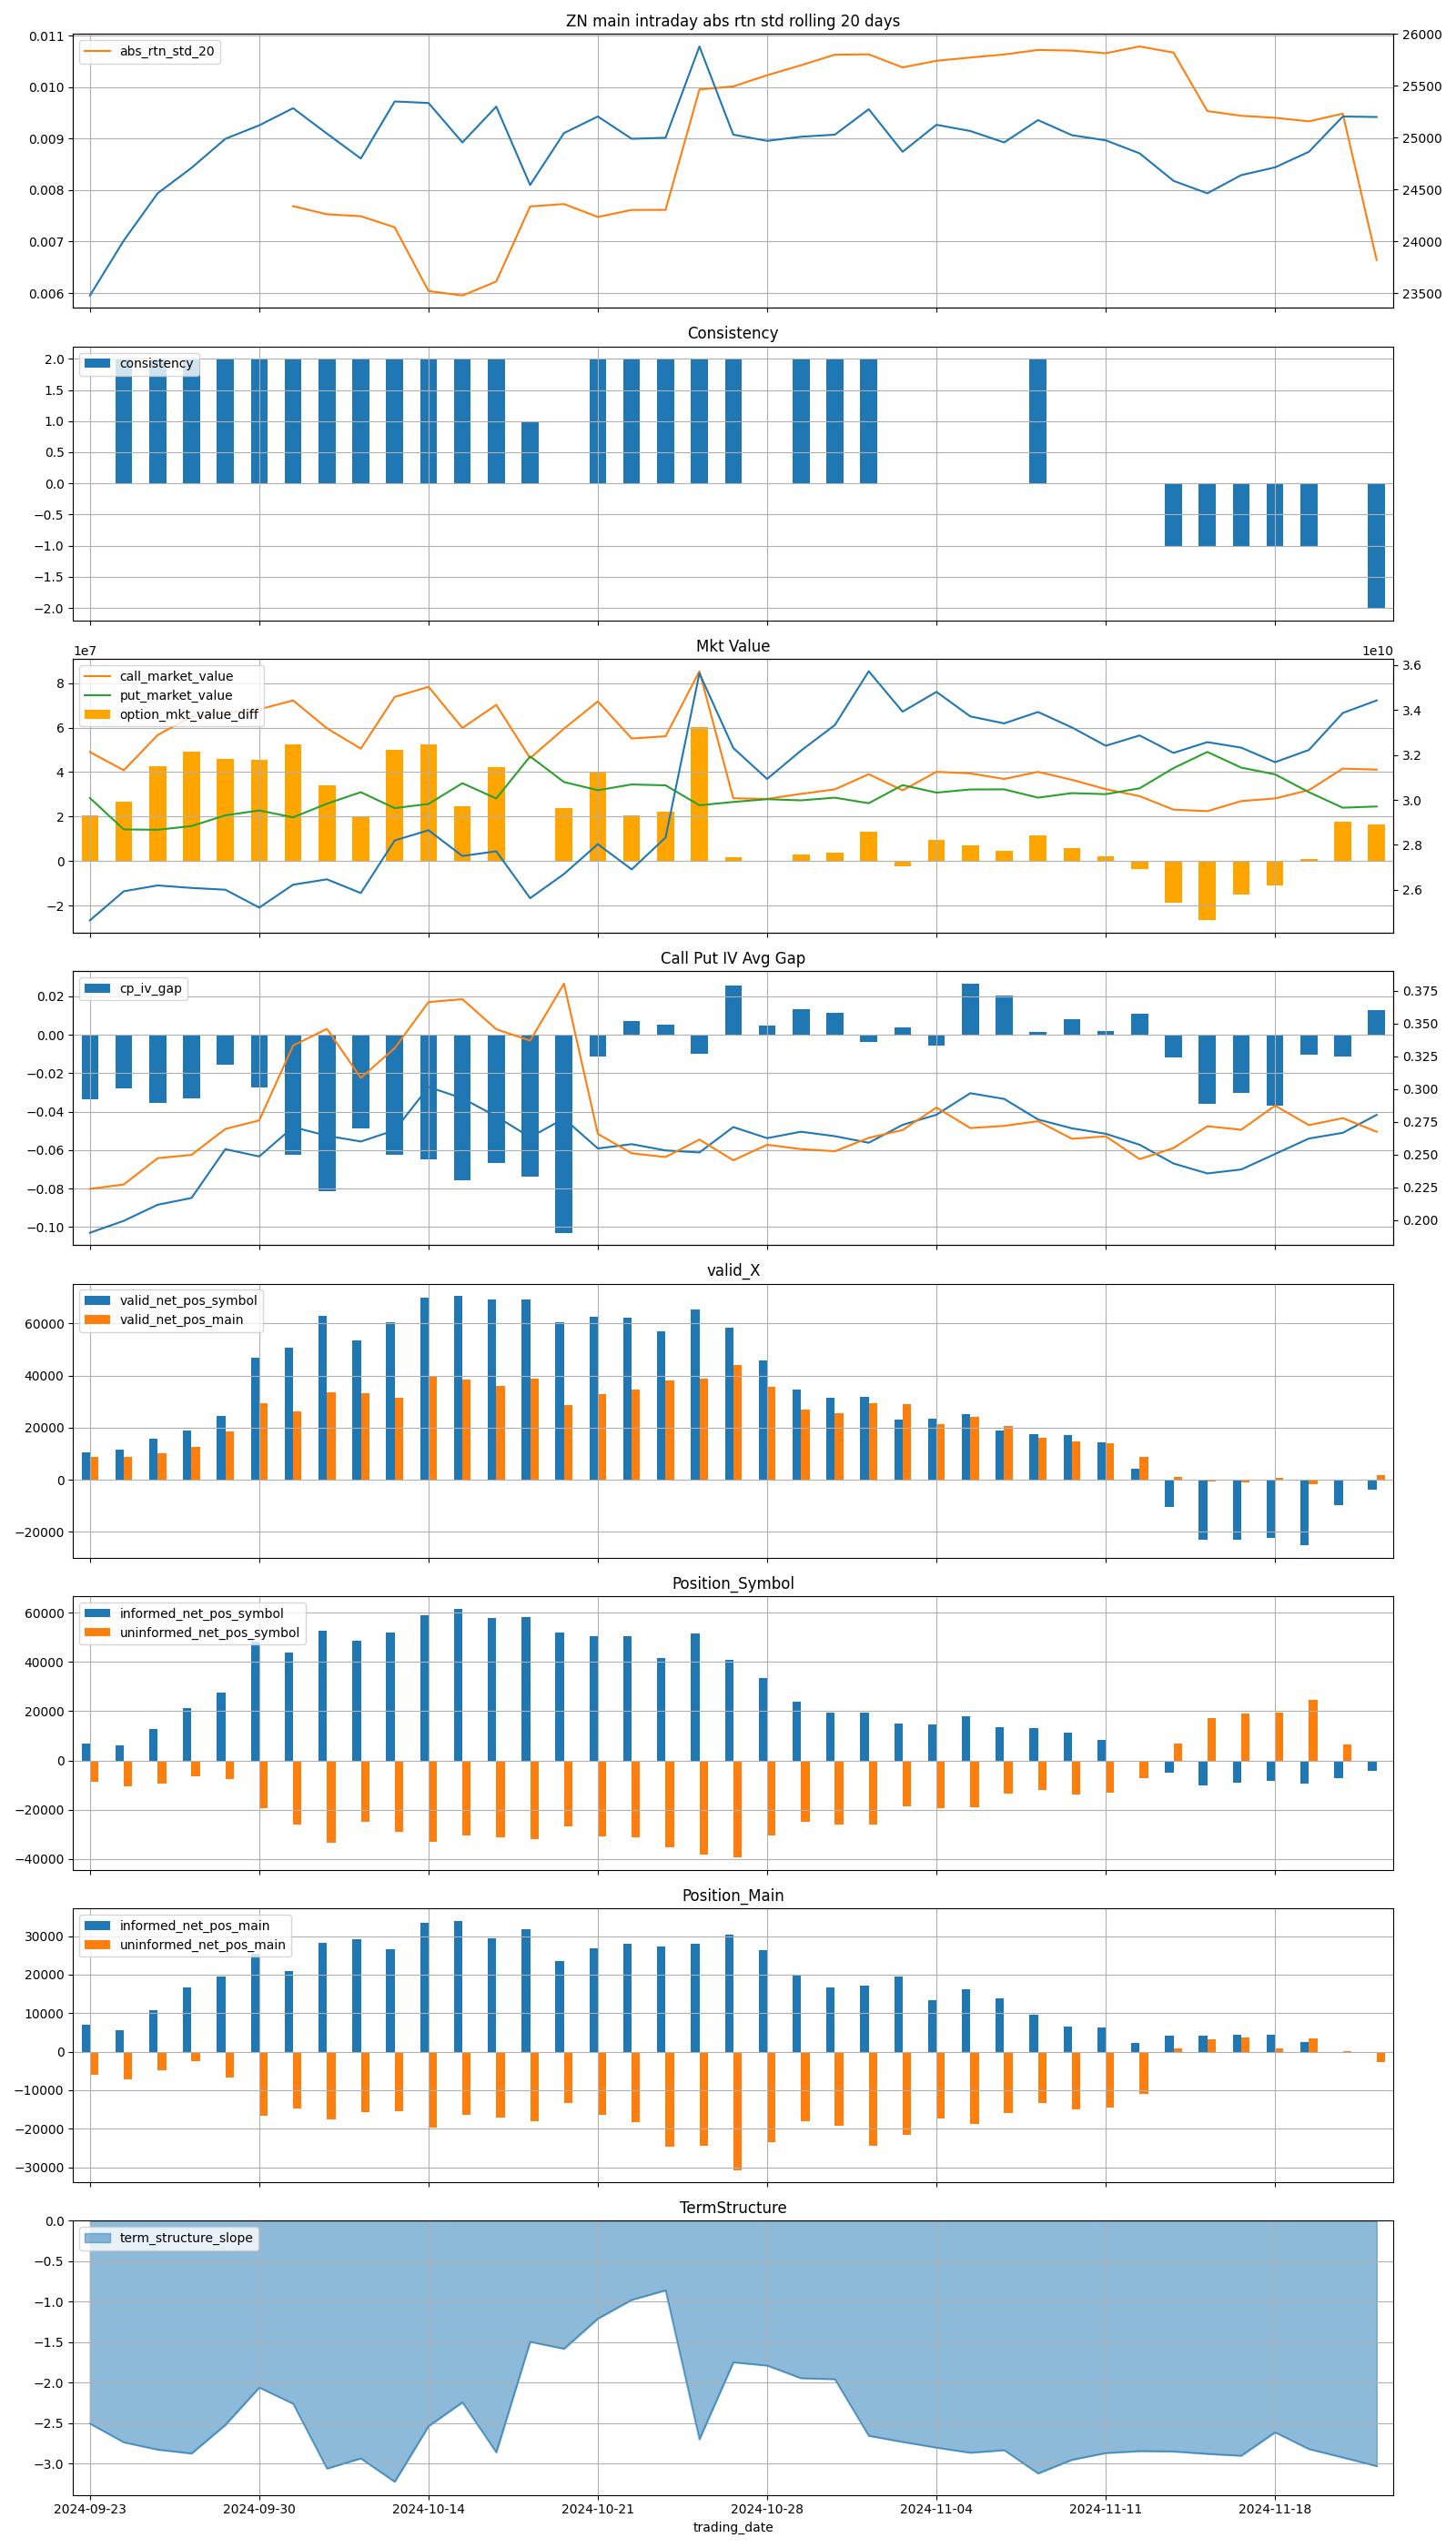 ZN main intraday abs rtn std rolling 20 days
abs_rtn_std_20
0.011
0.010
0.009
0.008
0.007
0.006
26000
25500
25000
24500
24000
23500
Consistency
consistency
2.0
1.5
1.0
0.5
0.0
−0.5
−1.0
−1.5
−2.0
Mkt Value
1e7
1e10
call_market_value
put_market_value
option_mkt_value_diff
8
6
4
2
0
−2
3.6
3.4
3.2
3.0
2.8
2.6
Call Put IV Avg Gap
cp_iv_gap
0.02
0.00
−0.02
−0.04
−0.06
−0.08
−0.10
0.375
0.350
0.325
0.300
0.275
0.250
0.225
0.200
valid_X
valid_net_pos_symbol
valid_net_pos_main
60000
40000
20000
0
−20000
Position_Symbol
informed_net_pos_symbol
uninformed_net_pos_symbol
60000
40000
20000
0
−20000
−40000
Position_Main
informed_net_pos_main
uninformed_net_pos_main
30000
20000
10000
0
−10000
−20000
−30000
TermStructure
term_structure_slope
0.0
−0.5
−1.0
−1.5
−2.0
−2.5
−3.0
2024-09-23 2024-09-30 2024-10-14 2024-10-21 2024-10-28 2024-11-04 2024-11-11 2024-11-18
trading_date